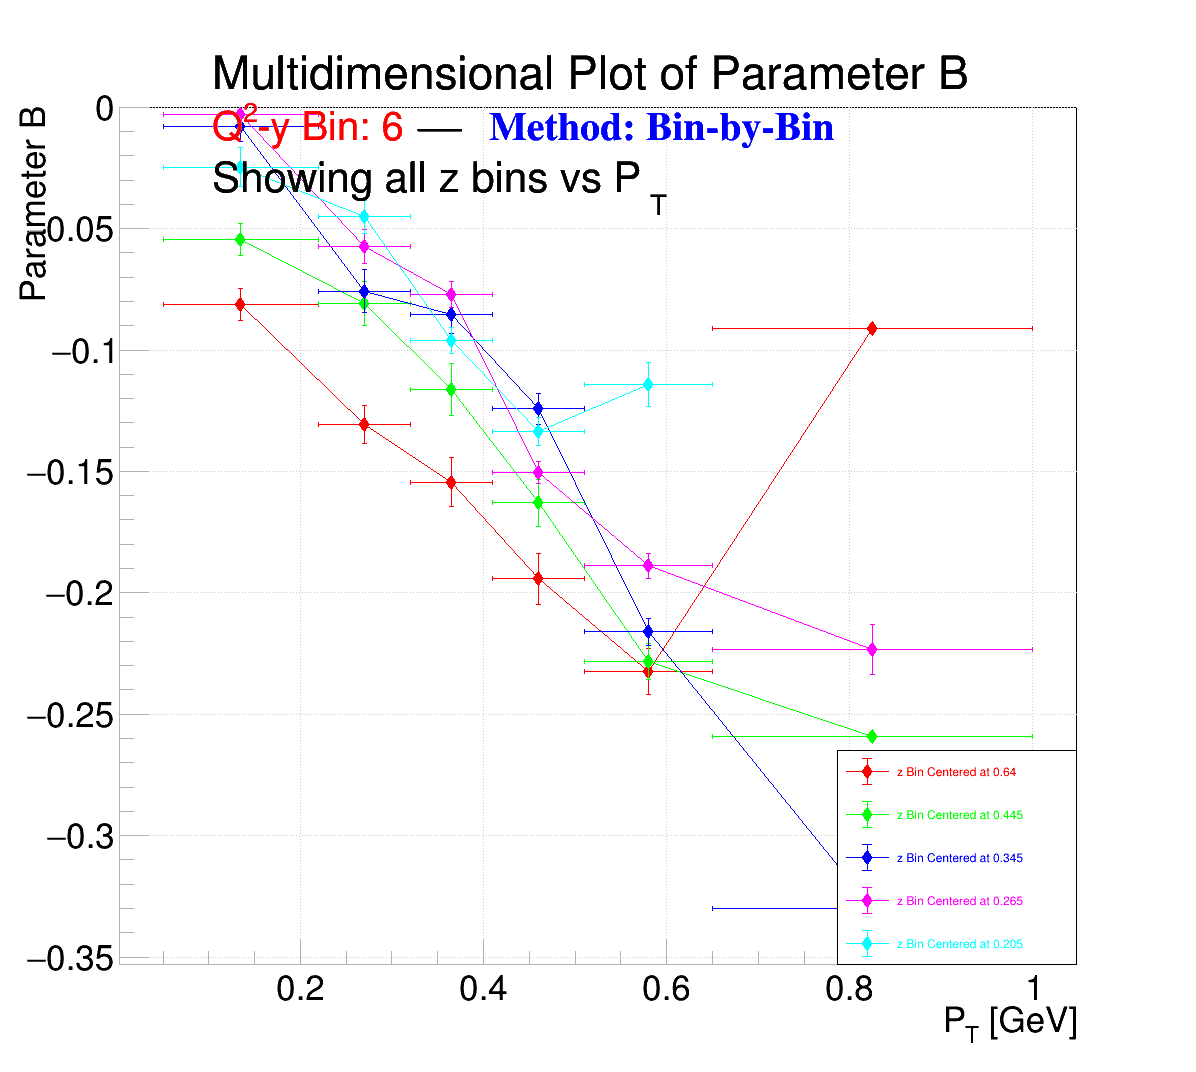 Multidimensional Plot of Parameter B
Q2-y Bin: 6 — Method: Bin-by-Bin
Showing all z bins vs PT
Parameter B
0
0.05
−0.1
−0.15
−0.2
−0.25
−0.3
−0.35
0.2 0.4 0.6 0.8 1
PT [GeV]
z Bin Centered at 0.64
z Bin Centered at 0.445
z Bin Centered at 0.345
z Bin Centered at 0.265
z Bin Centered at 0.205